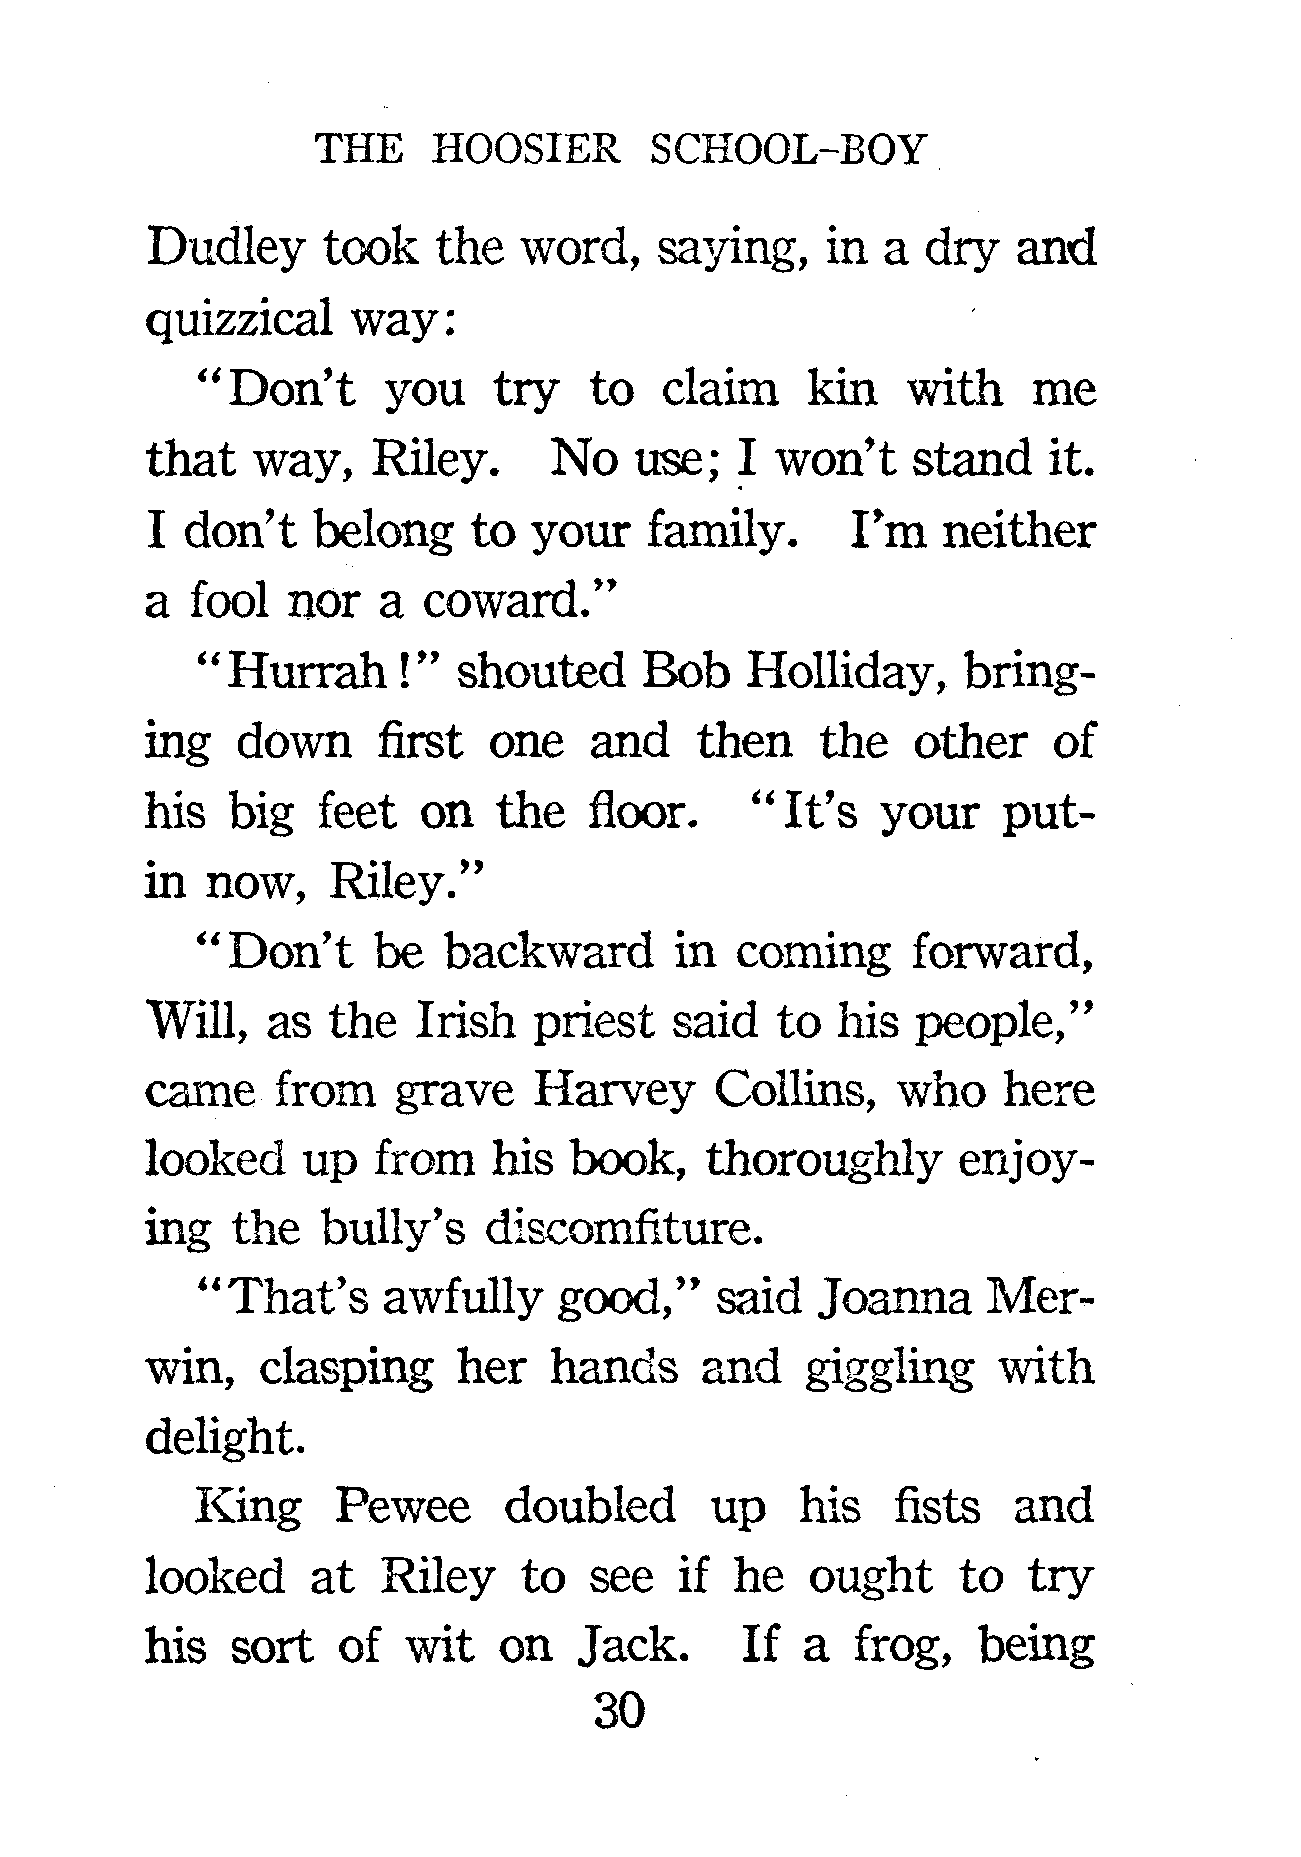 THE HOOSIER SCHOOL-BOY
Dudley took the word, saying, in a dry and
quizzical way:
"Don't you try to claim kin with me
that way, Riley. No use; I won't stand it.
I don't belong to your family. I'm neither
a fool nor a coward."
"Hurrah!" shouted Bob Holliday, bring-
ing down first one and then the other of
his big feet on the floor. "It's your put-
in now, Riley."
"Don't be backward in coming forward,
Will, as the Irish priest said to his people,"
came from grave Harvey Collins, who here
looked up from his book, thoroughly enjoy-
ing the bully's discomfiture.
"That's awfully good," said Joanna Mer-
win, clasping her hands and giggling with
delight.
King Pewee doubled up his fists and
looked at Riley to see if he ought to try
his sort of wit on Jack. If a frog, being
30